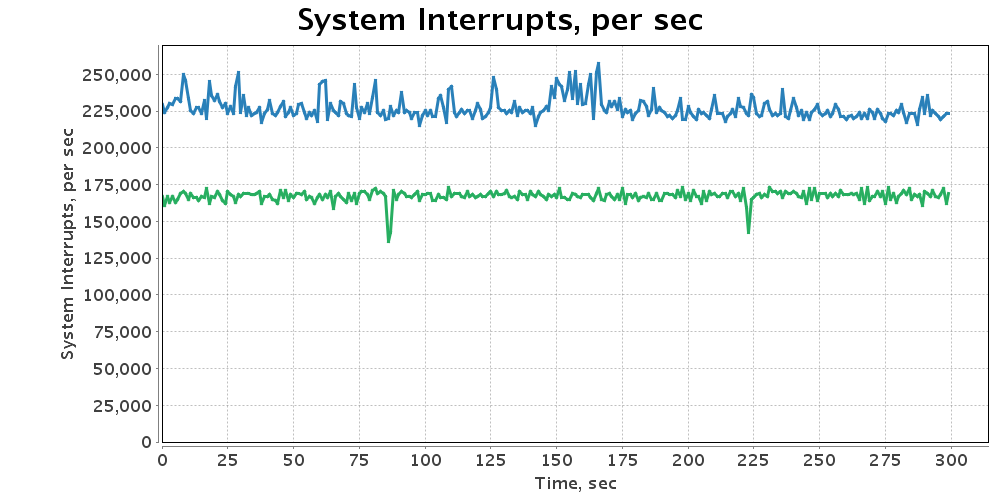 System Interrupts, per sec
System Interrupts, per sec
250,000
225,000
200,000
175,000
150,000
125,000
100,000
75,000
50,000
25,000
0
0 25 50 75 100 125 150 175 200 225 250 275 300
Time, sec